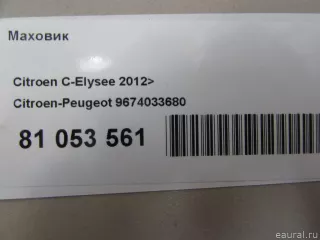 Маховик
Citroen C-Elysee 2012>
Citroen-Peugeot 9674033680
81 053 561
eaural.ru